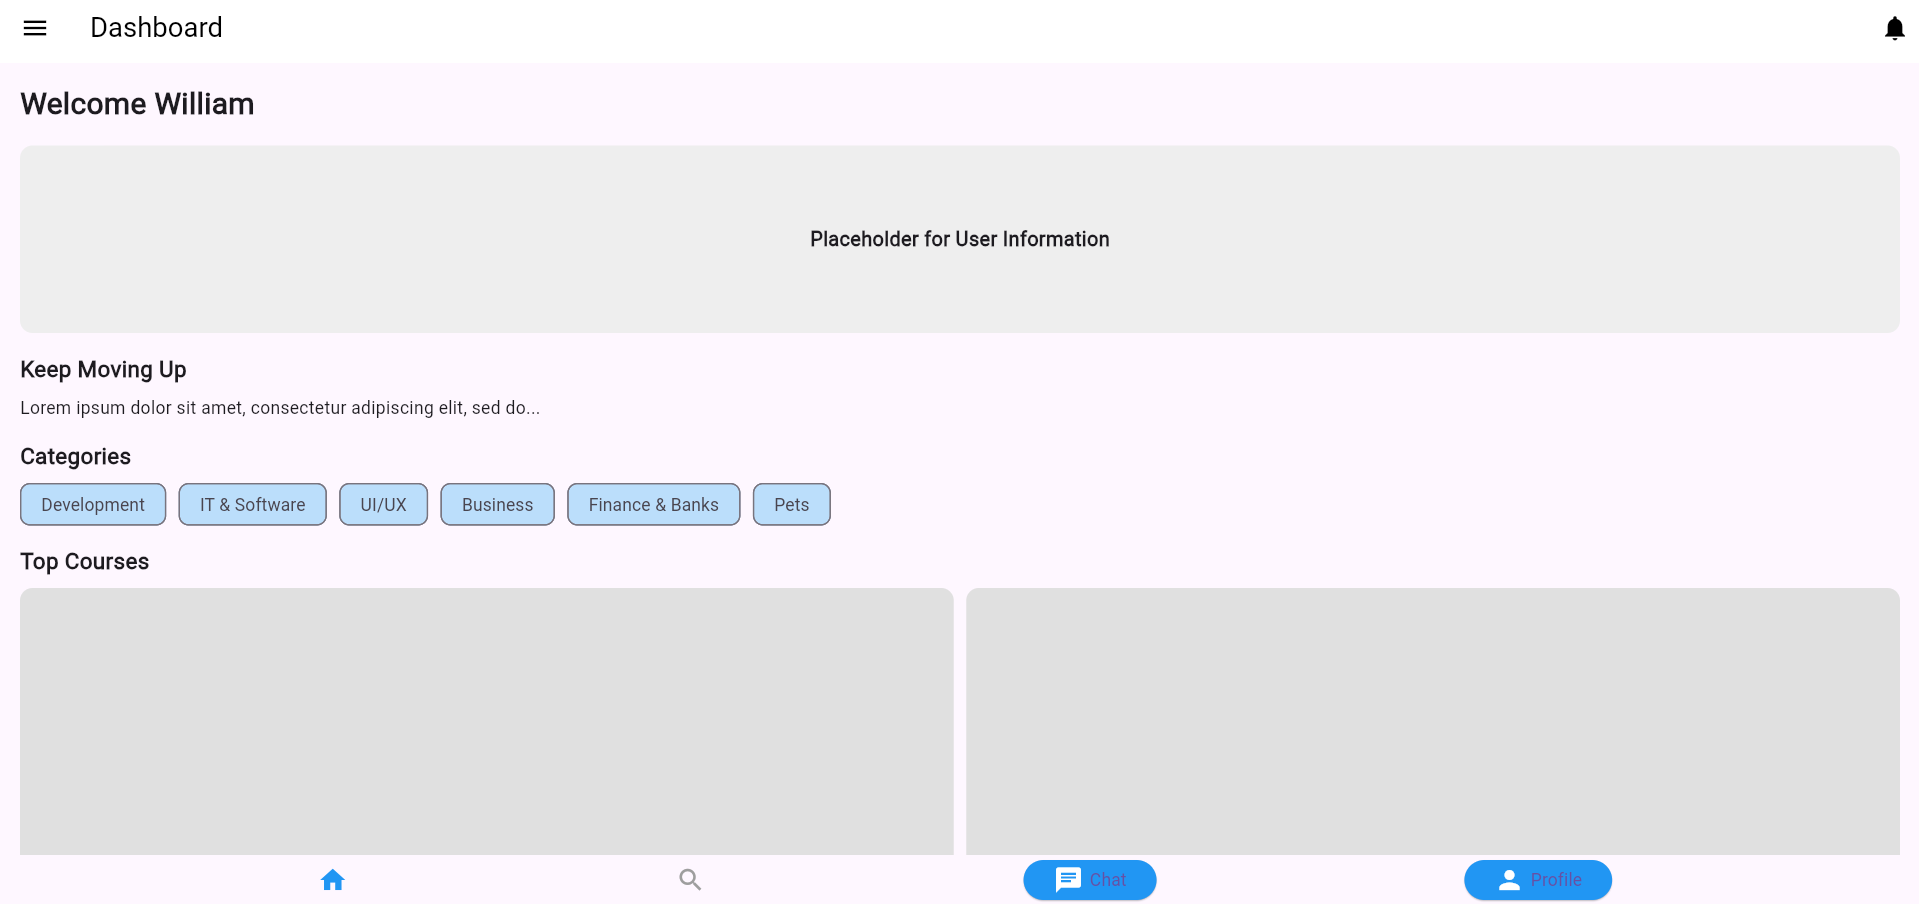 Dashboard
Welcome William
Placeholder for User Information
Keep Moving Up
Lorem ipsum dolor sit amet, consectetur adipiscing elit, sed do...
Categories
Development IT & Software UI/UX Business Finance & Banks Pets
Top Courses
Chat Profile